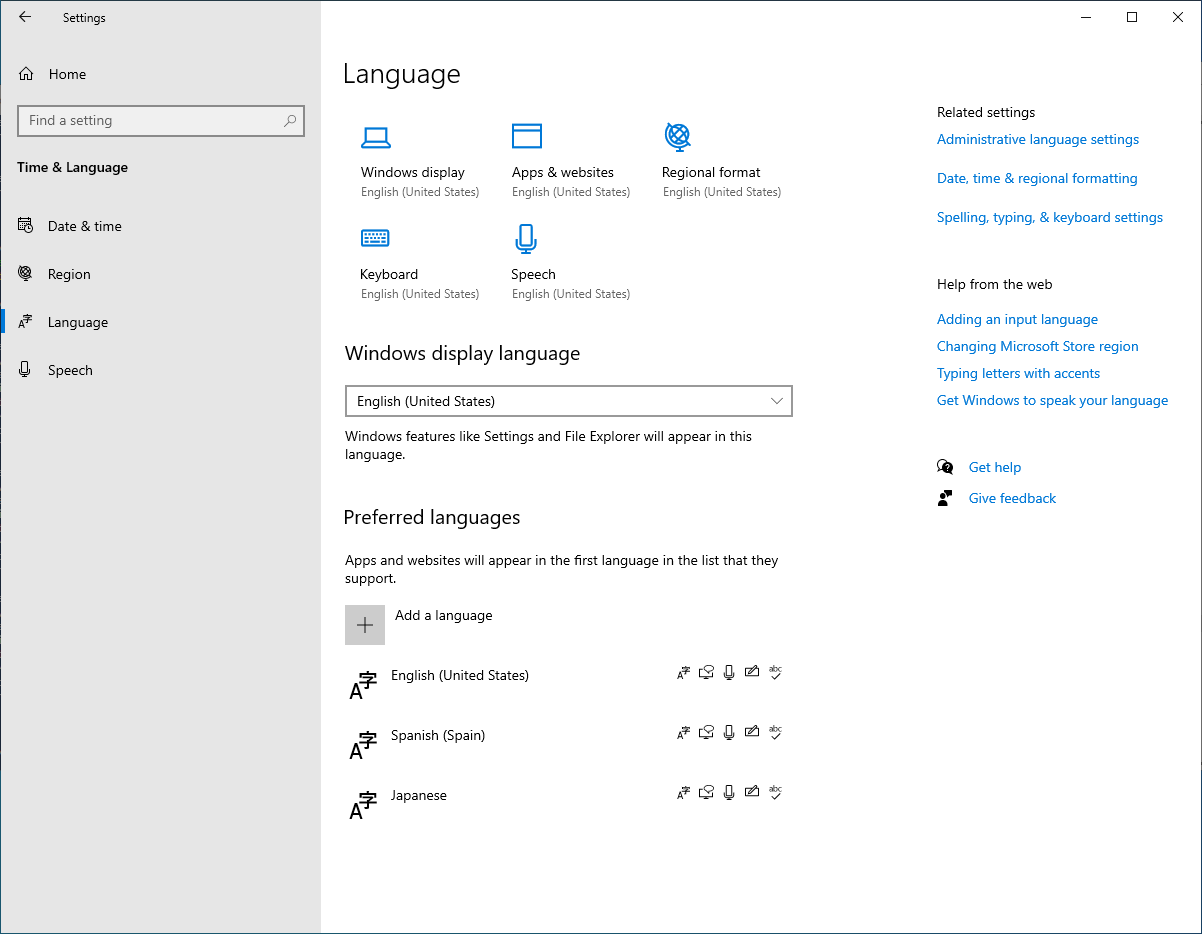 Settings
Home
Find a setting
Time & Language
Date & time
Region
Language
Speech
Language
Windows display
English (United States)
Apps & websites
English (United States)
Regional format
English (United States)
Keyboard
English (United States)
Speech
English (United States)
Windows display language
English (United States)
Windows features like Settings and File Explorer will appear in this
language.
Preferred languages
Apps and websites will appear in the first language in the list that they
support.
Add a language
English (United States)
Spanish (Spain)
Japanese
Related settings
Administrative language settings
Date, time & regional formatting
Spelling, typing, & keyboard settings
Help from the web
Adding an input language
Changing Microsoft Store region
Typing letters with accents
Get Windows to speak your language
Get help
Give feedback